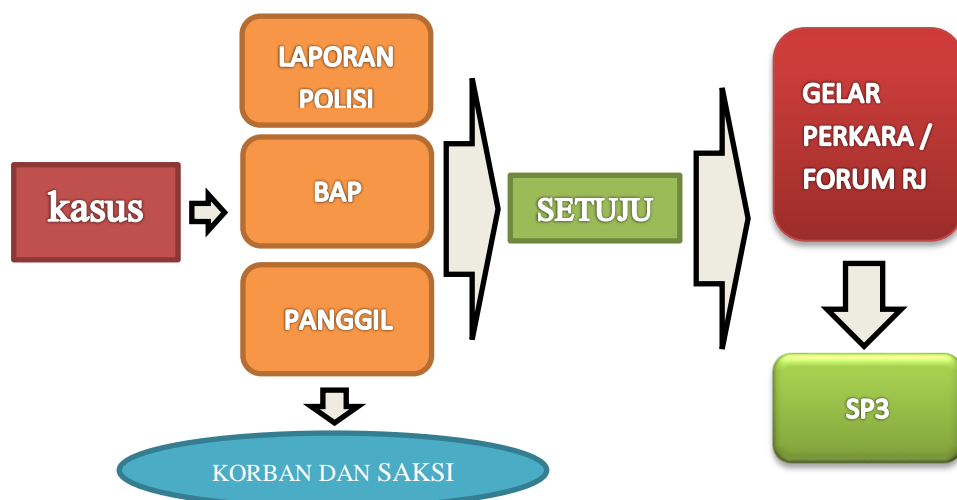 kasus
LAPORAN
POLISI
BAP
PANGGIL
KORBAN DAN SAKSI
SETUJU
GELAR
PERKARA /
FORUM RJ
SP3